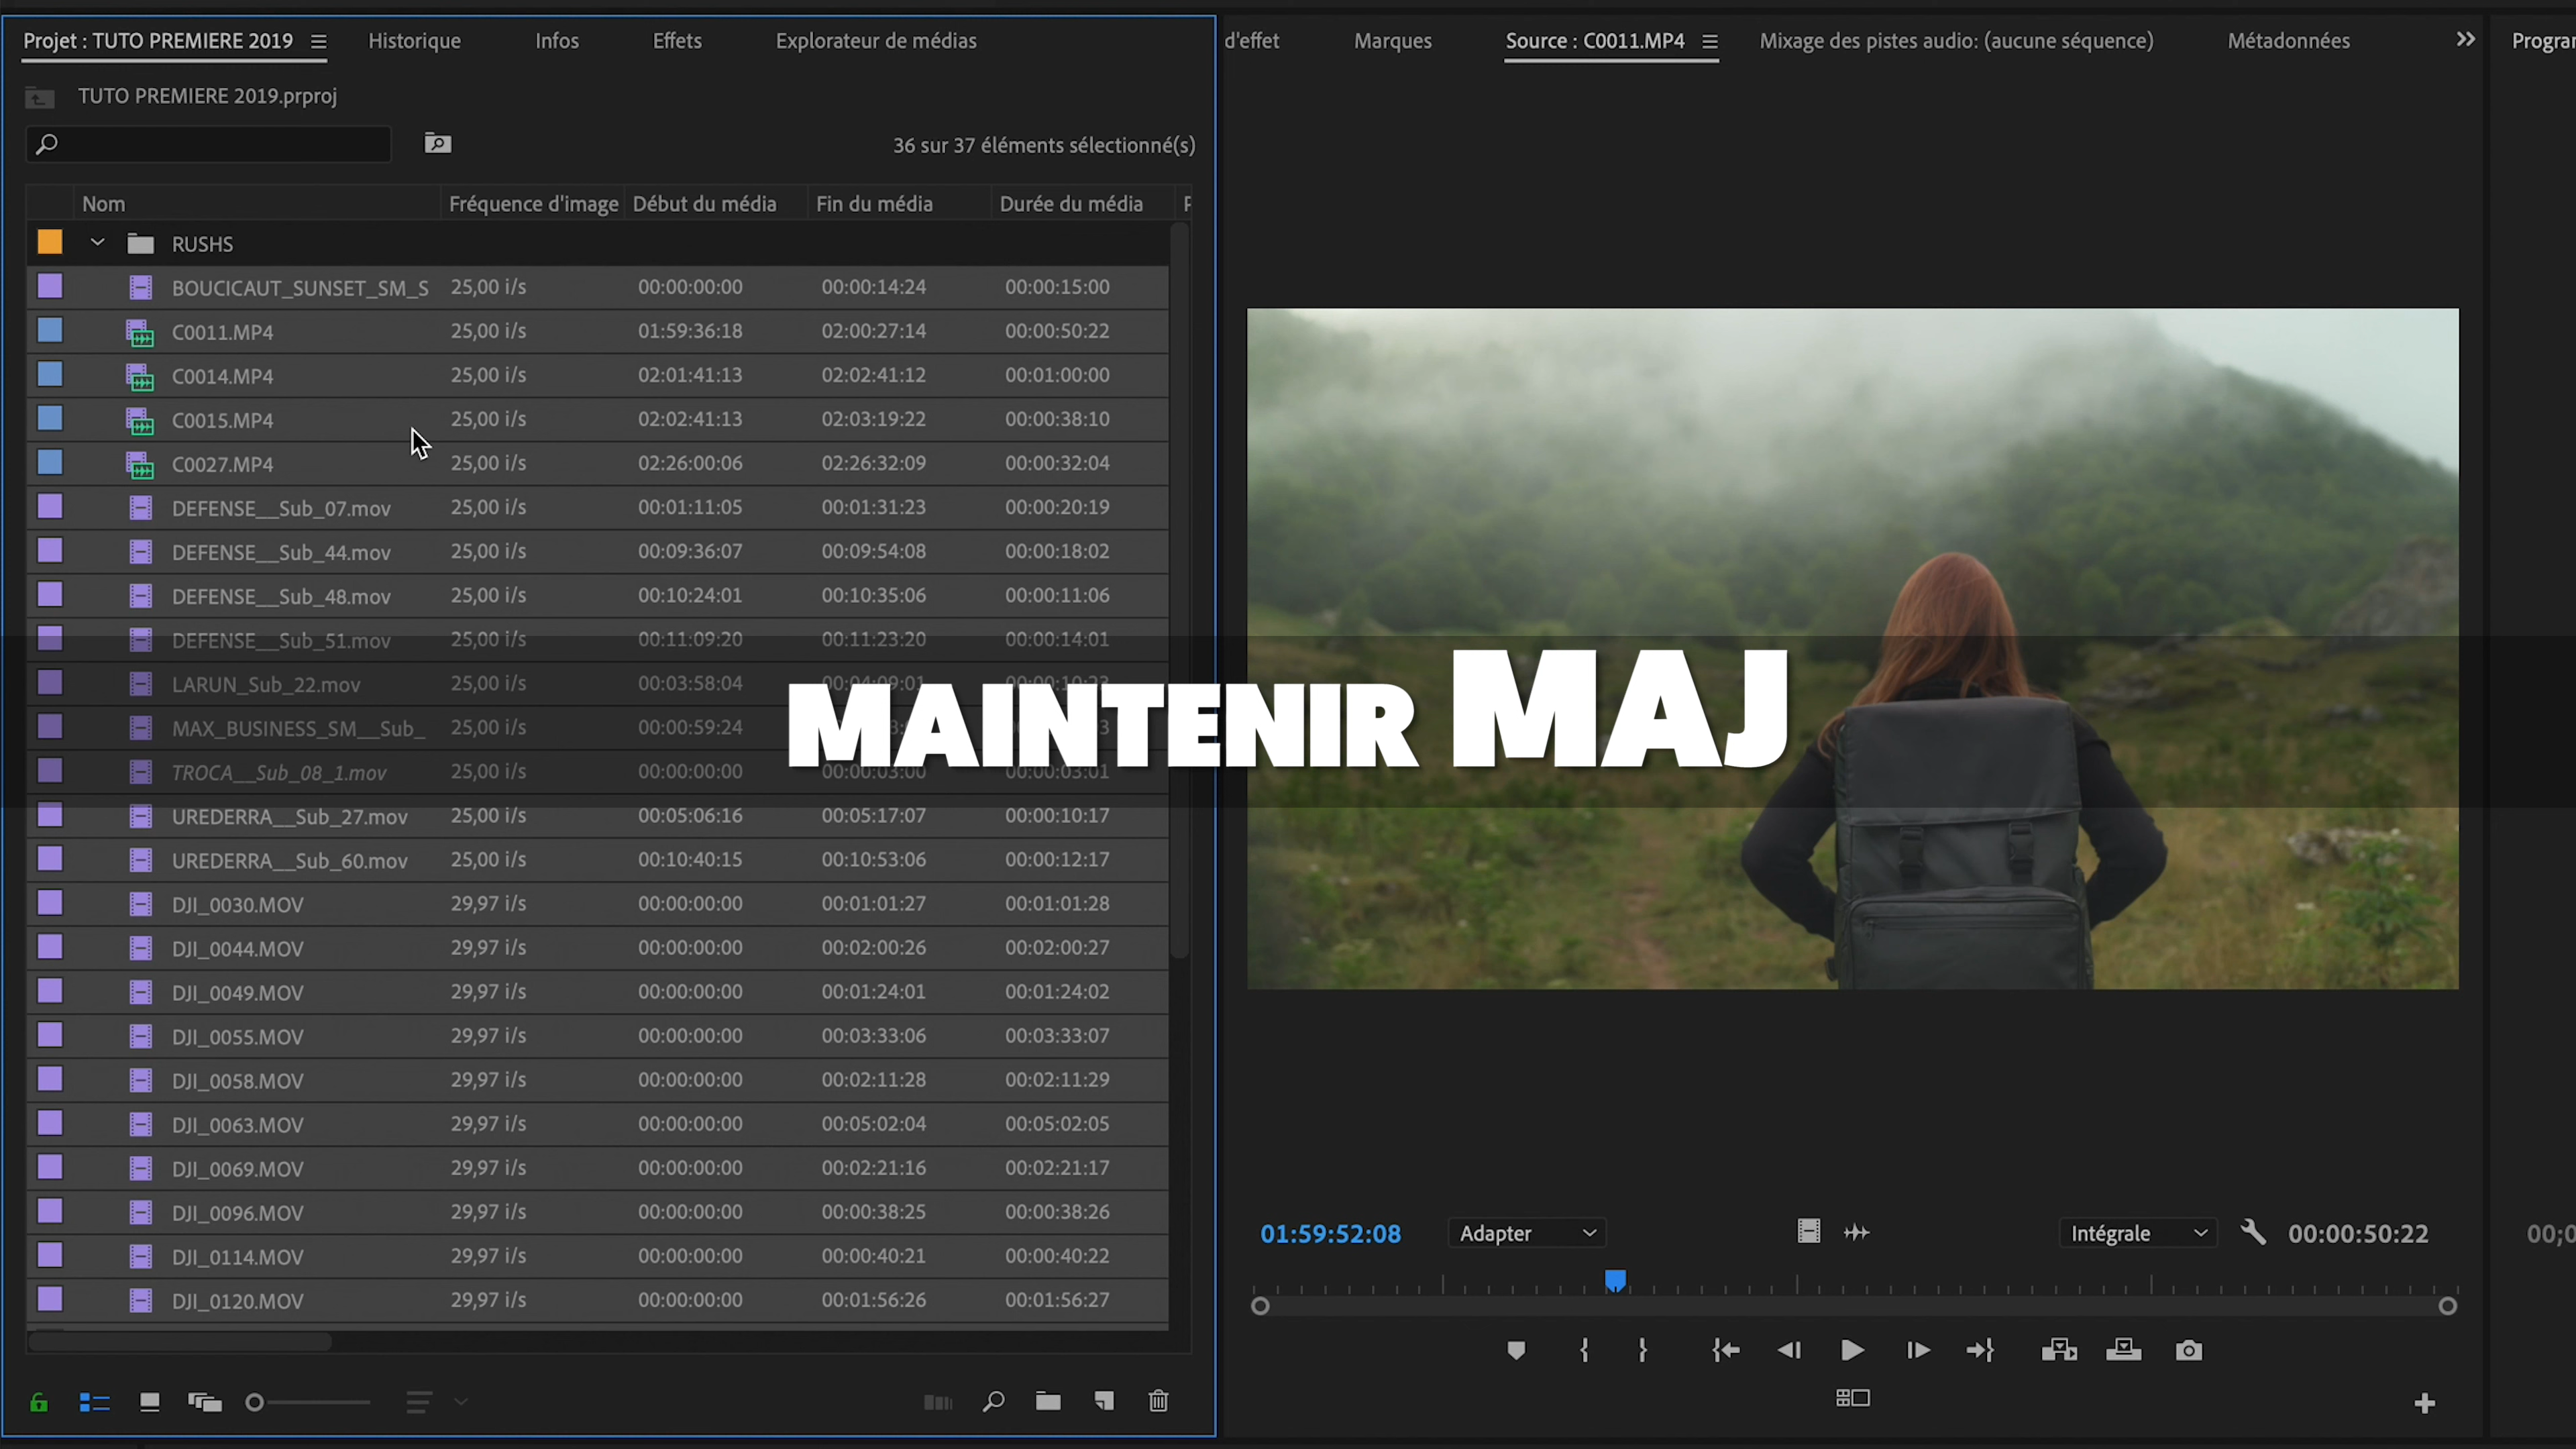 Projet : TUTO PREMIERE 2019 Historique Infos Effets Explorateur de médias
TUTO PREMIERE 2019.prproj
36 sur 37 éléments sélectionné(s)
Nom Fréquence d'image Début du média Fin du média Durée du média
RUSHS
BOUCICAUT_SUNSET_SM_S 25,00 i/s 00:00:00:00 00:00:14:24 00:00:15:00
C0011.MP4 25,00 i/s 01:59:36:18 02:00:27:14 00:00:50:22
C0014.MP4 25,00 i/s 02:01:41:13 02:02:41:12 00:01:00:00
C0015.MP4 25,00 i/s 02:02:41:13 02:03:19:22 00:00:38:10
C0027.MP4 25,00 i/s 02:26:00:06 02:26:32:09 00:00:32:04
DEFENSE__Sub_07.mov 25,00 i/s 00:01:11:05 00:01:31:23 00:00:20:19
DEFENSE__Sub_44.mov 25,00 i/s 00:09:36:07 00:09:54:08 00:00:18:02
DEFENSE__Sub_48.mov 25,00 i/s 00:10:24:01 00:10:35:06 00:00:11:06
DEFENSE__Sub_51.mov 25,00 i/s 00:11:09:20 00:11:23:20 00:00:14:01
LARUN_Sub_22.mov 25,00 i/s 00:03:58:04
MAX_BUSINESS_SM__Sub_ 25,00 i/s 00:00:59:24
TROCA__Sub_08_1.mov 25,00 i/s 00:00:00:00 00:00:03:00 00:00:03:01
UREDERRA__Sub_27.mov 25,00 i/s 00:05:06:16 00:05:17:07 00:00:10:17
UREDERRA__Sub_60.mov 25,00 i/s 00:10:40:15 00:10:53:06 00:00:12:17
DJI_0030.MOV 29,97 i/s 00:00:00:00 00:01:01:27 00:01:01:28
DJI_0044.MOV 29,97 i/s 00:00:00:00 00:02:00:26 00:02:00:27
DJI_0049.MOV 29,97 i/s 00:00:00:00 00:01:24:01 00:01:24:02
DJI_0055.MOV 29,97 i/s 00:00:00:00 00:03:33:06 00:03:33:07
DJI_0058.MOV 29,97 i/s 00:00:00:00 00:02:11:28 00:02:11:29
DJI_0063.MOV 29,97 i/s 00:00:00:00 00:05:02:04 00:05:02:05
DJI_0069.MOV 29,97 i/s 00:00:00:00 00:02:21:16 00:02:21:17
DJI_0096.MOV 29,97 i/s 00:00:00:00 00:00:38:25 00:00:38:26
DJI_0114.MOV 29,97 i/s 00:00:00:00 00:00:40:21 00:00:40:22
DJI_0120.MOV 29,97 i/s 00:00:00:00 00:01:56:26 00:01:56:27
MAINTENIR MAJ
d'effet Marques Source : C0011.MP4 Mixage des pistes audio: (aucune séquence) Métadonnées Progra
01:59:52:08 Adapter Intégrale 00:00:50:22 00;0